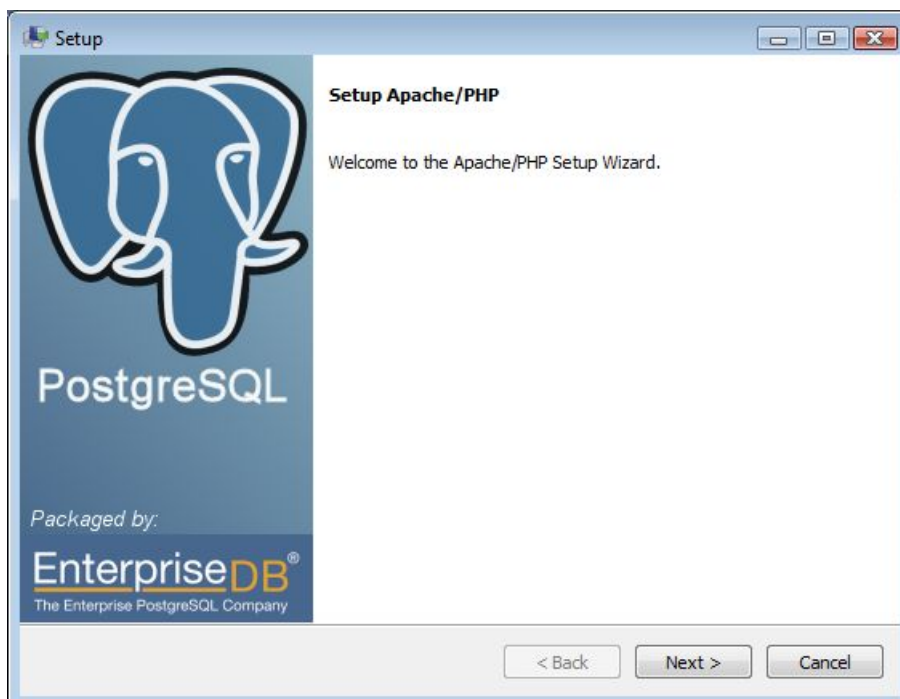 Setup
Setup Apache/PHP
Welcome to the Apache/PHP Setup Wizard.
PostgreSQL
Packaged by:
EnterpriseDB®
The Enterprise PostgreSQL Company
< Back
Next >
Cancel